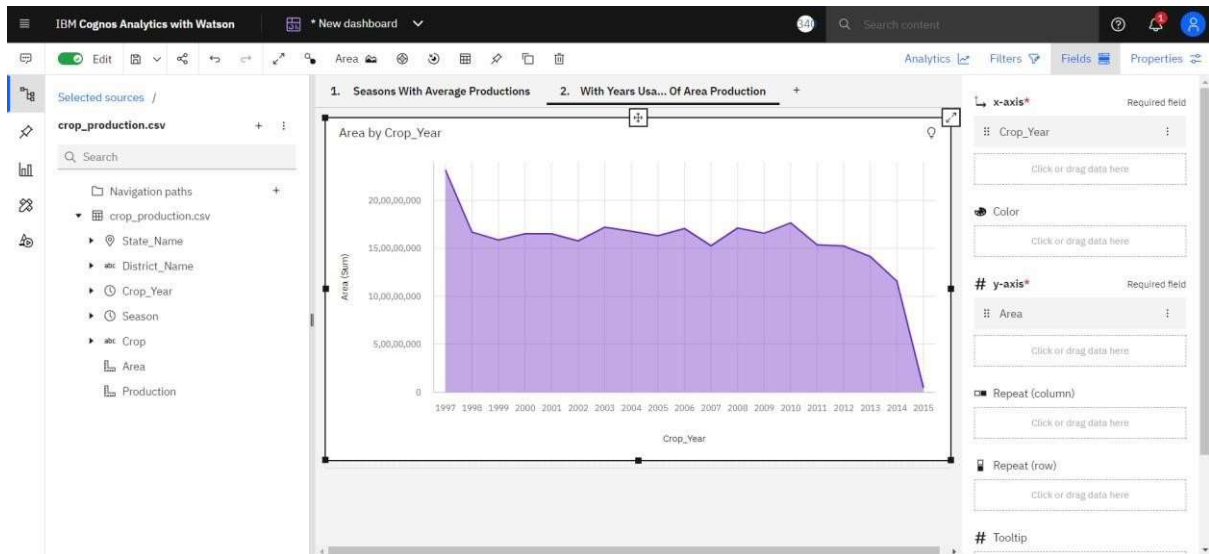 IBM Cognos Analytics with Watson
* New dashboard
Search content
Edit
Area
Analytics
Filters
Fields
Properties
Selected sources /
crop_production.csv
Search
Navigation paths
crop_production.csv
State_Name
abc District_Name
Crop_Year
Season
abc Crop
Area
Production
1. Seasons With Average Productions
2. With Years Usa... Of Area Production
Area by Crop_Year
Area (Sum)
20,00,00,000
15,00,00,000
10,00,00,000
5,00,00,000
0
1997 1998 1999 2000 2001 2002 2003 2004 2005 2006 2007 2008 2009 2010 2011 2012 2013 2014 2015
Crop_Year
x-axis* Required field
Crop_Year
Click or drag data here
Color
Click or drag data here
# y-axis* Required field
Area
Click or drag data here
Repeat (column)
Click or drag data here
Repeat (row)
Click or drag data here
# Tooltip